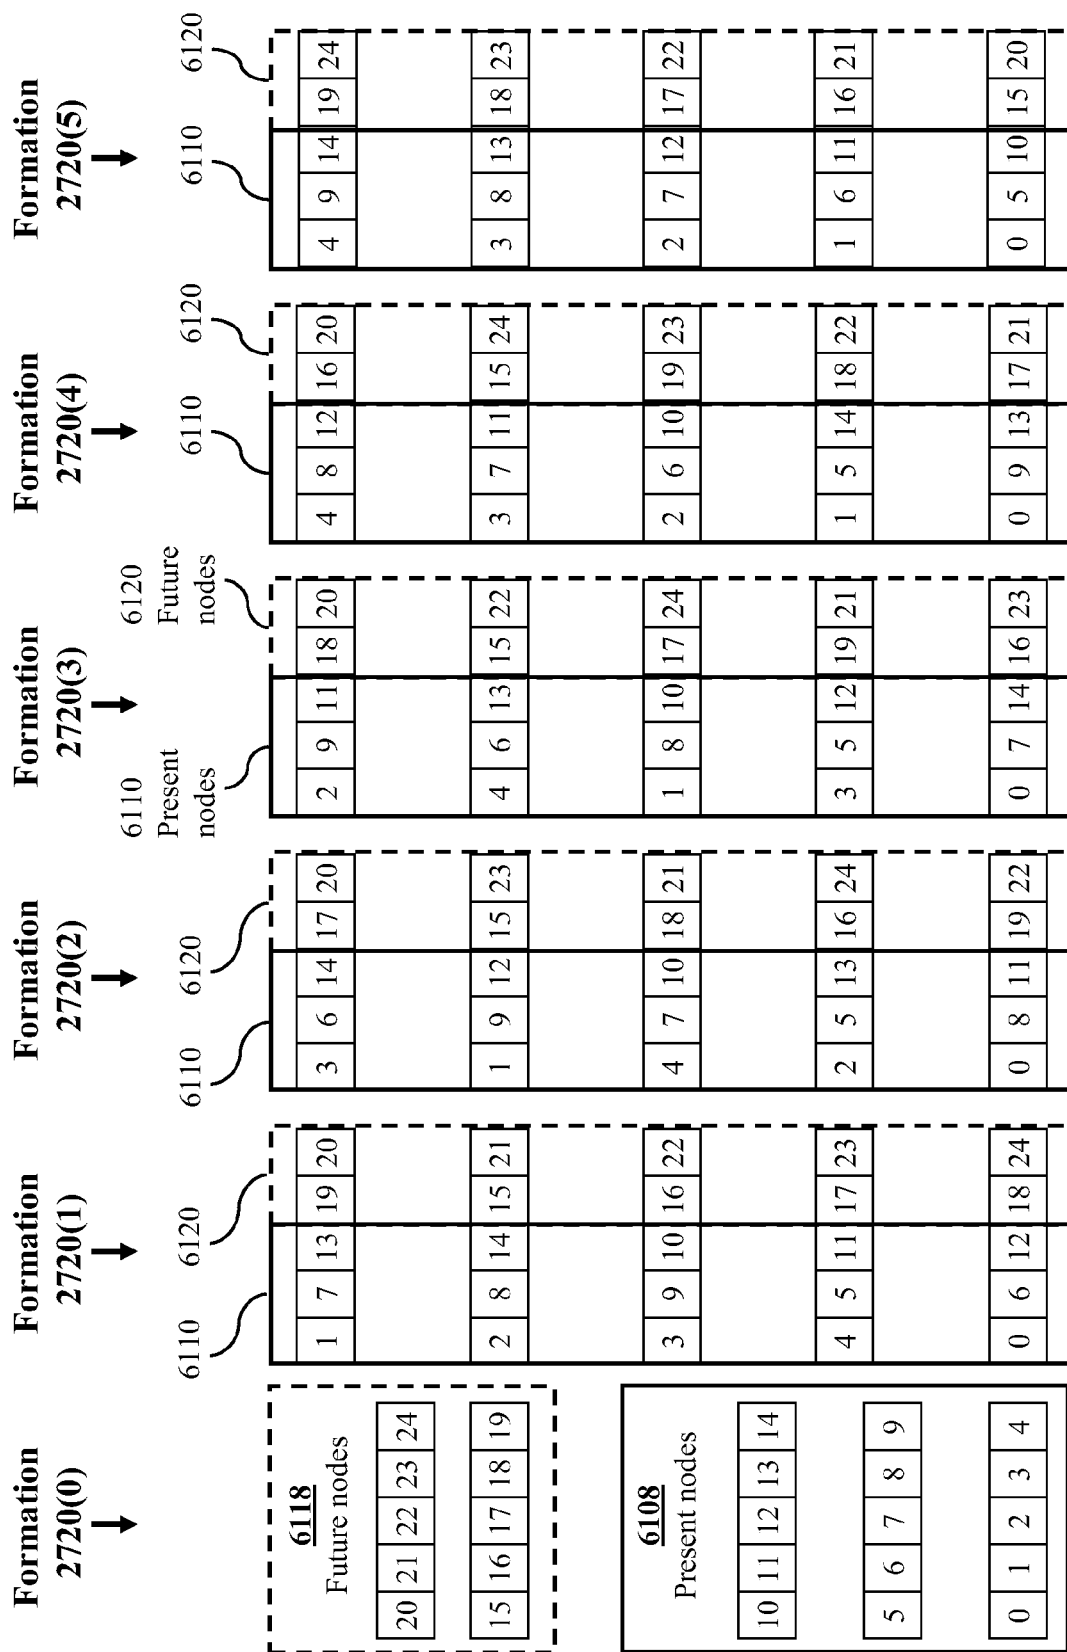 Formation
2720(0)
6118
Future nodes
20 21 22 23 24
15 16 17 18 19
6108
Present nodes
10 11 12 13 14
5 6 7 8 9
0 1 2 3 4
Formation
2720(1)
6110
6120
1 7 13 19 20
2 8 14 15 21
3 9 10 16 22
4 5 11 17 23
0 6 12 18 24
Formation
2720(2)
6110
6120
3 6 14 17 20
1 9 12 15 23
4 7 10 18 21
2 5 13 16 24
0 8 11 19 22
Formation
2720(3)
6110
Present
nodes
6120
Future
nodes
2 9 11 18 20
4 6 13 15 22
1 8 10 17 24
3 5 12 19 21
0 7 14 16 23
Formation
2720(4)
6110
6120
4 8 12 16 20
3 7 11 15 24
2 6 10 19 23
1 5 14 18 22
0 9 13 17 21
Formation
2720(5)
6110
6120
4 9 14 19 24
3 8 13 18 23
2 7 12 17 22
1 6 11 16 21
0 5 10 15 20